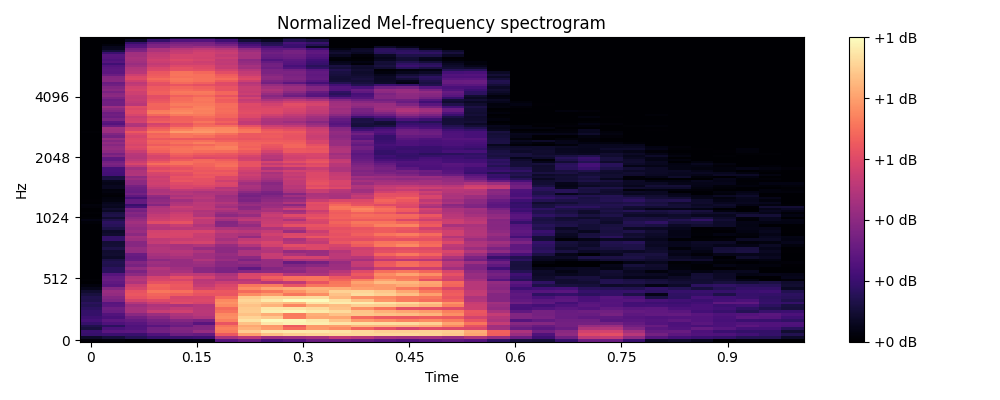 Normalized Mel-frequency spectrogram
Hz
4096
2048
1024
512
0
0 0.15 0.3 0.45 0.6 0.75 0.9
Time
+1 dB
+1 dB
+1 dB
+0 dB
+0 dB
+0 dB